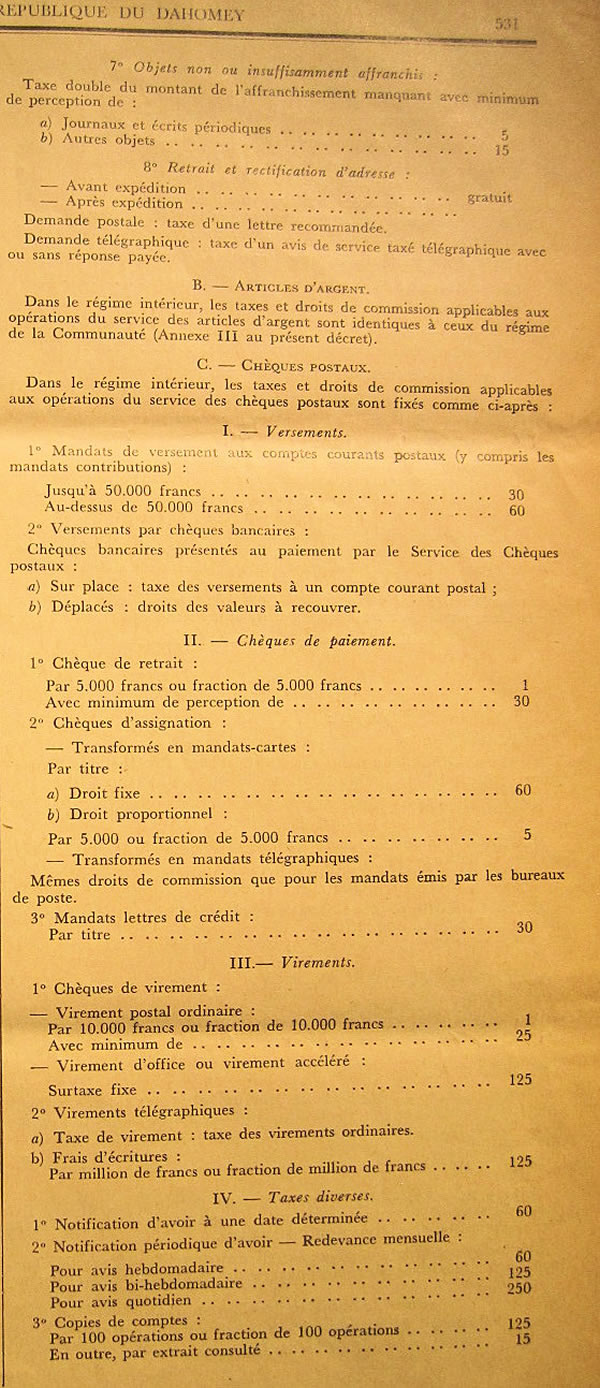 REPUBLIQUE DU DAHOMEY
531
7° Objets non ou insuffisamment affranchis :
Taxe double du montant de l'affranchissement manquant avec minimum
de perception de :
a) Journaux et écrits périodiques . . . . . . . . . . . . . . . . . . 5
b) Autres objets . . . . . . . . . . . . . . . . . . . . . . . . . . . 15
8° Retrait et rectification d'adresse :
— Avant expédition . . . . . . . . . . . . . . . . . . . . . . . .
— Après expédition . . . . . . . . . . . . . . . . . . . . . gratuit
Demande postale : taxe d'une lettre recommandée.
Demande télégraphique : taxe d'un avis de service taxé télégraphique avec
ou sans réponse payée.
B. — ARTICLES D'ARGENT.
Dans le régime intérieur, les taxes et droits de commission applicables aux
opérations du service des articles d'argent sont identiques à ceux du régime
de la Communauté (Annexe III au présent décret).
C. — CHÈQUES POSTAUX.
Dans le régime intérieur, les taxes et droits de commission applicables
aux opérations du service des chèques postaux sont fixés comme ci-après :
I. — Versements.
1° Mandats de versement aux comptes courants postaux (y compris les
mandats contributions) :
Jusqu'à 50.000 francs . . . . . . . . . . . . . . . . . . . . . . 30
Au-dessus de 50.000 francs . . . . . . . . . . . . . . . . . . 60
2° Versements par chèques bancaires :
Chèques bancaires présentés au paiement par le Service des Chèques
postaux :
a) Sur place : taxe des versements à un compte courant postal ;
b) Déplacés : droits des valeurs à recouvrer.
II. — Chèques de paiement.
1° Chèque de retrait :
Par 5.000 francs ou fraction de 5.000 francs . . . . . . . . . . 1
Avec minimum de perception de . . . . . . . . . . . . . . . . 30
2° Chèques d'assignation :
— Transformés en mandats-cartes :
Par titre :
a) Droit fixe . . . . . . . . . . . . . . . . . . . . . . . . . . . . 60
b) Droit proportionnel :
Par 5.000 ou fraction de 5.000 francs . . . . . . . . . . . . . 5
— Transformés en mandats télégraphiques :
Mêmes droits de commission que pour les mandats émis par les bureaux
de poste.
3° Mandats lettres de crédit :
Par titre . . . . . . . . . . . . . . . . . . . . . . . . . . . . . . 30
III.— Virements.
1° Chèques de virement :
— Virement postal ordinaire :
Par 10.000 francs ou fraction de 10.000 francs . . . . . . . . 1
Avec minimum de . . . . . . . . . . . . . . . . . . . . . . . . 25
— Virement d'office ou virement accéléré :
Surtaxe fixe . . . . . . . . . . . . . . . . . . . . . . . . . . . . 125
2° Virements télégraphiques :
a) Taxe de virement : taxe des virements ordinaires.
b) Frais d'écritures :
Par million de francs ou fraction de million de francs . . . . . . 125
IV. — Taxes diverses.
1° Notification d'avoir à une date déterminée . . . . . . . . . . 60
2° Notification périodique d'avoir — Redevance mensuelle :
Pour avis hebdomadaire . . . . . . . . . . . . . . . . . . . . . 60
Pour avis bi-hebdomadaire . . . . . . . . . . . . . . . . . . . 125
Pour avis quotidien . . . . . . . . . . . . . . . . . . . . . . . 250
3° Copies de comptes :
Par 100 opérations ou fraction de 100 opérations . . . . . . . 125
En outre, par extrait consulté . . . . . . . . . . . . . . . . . . 15